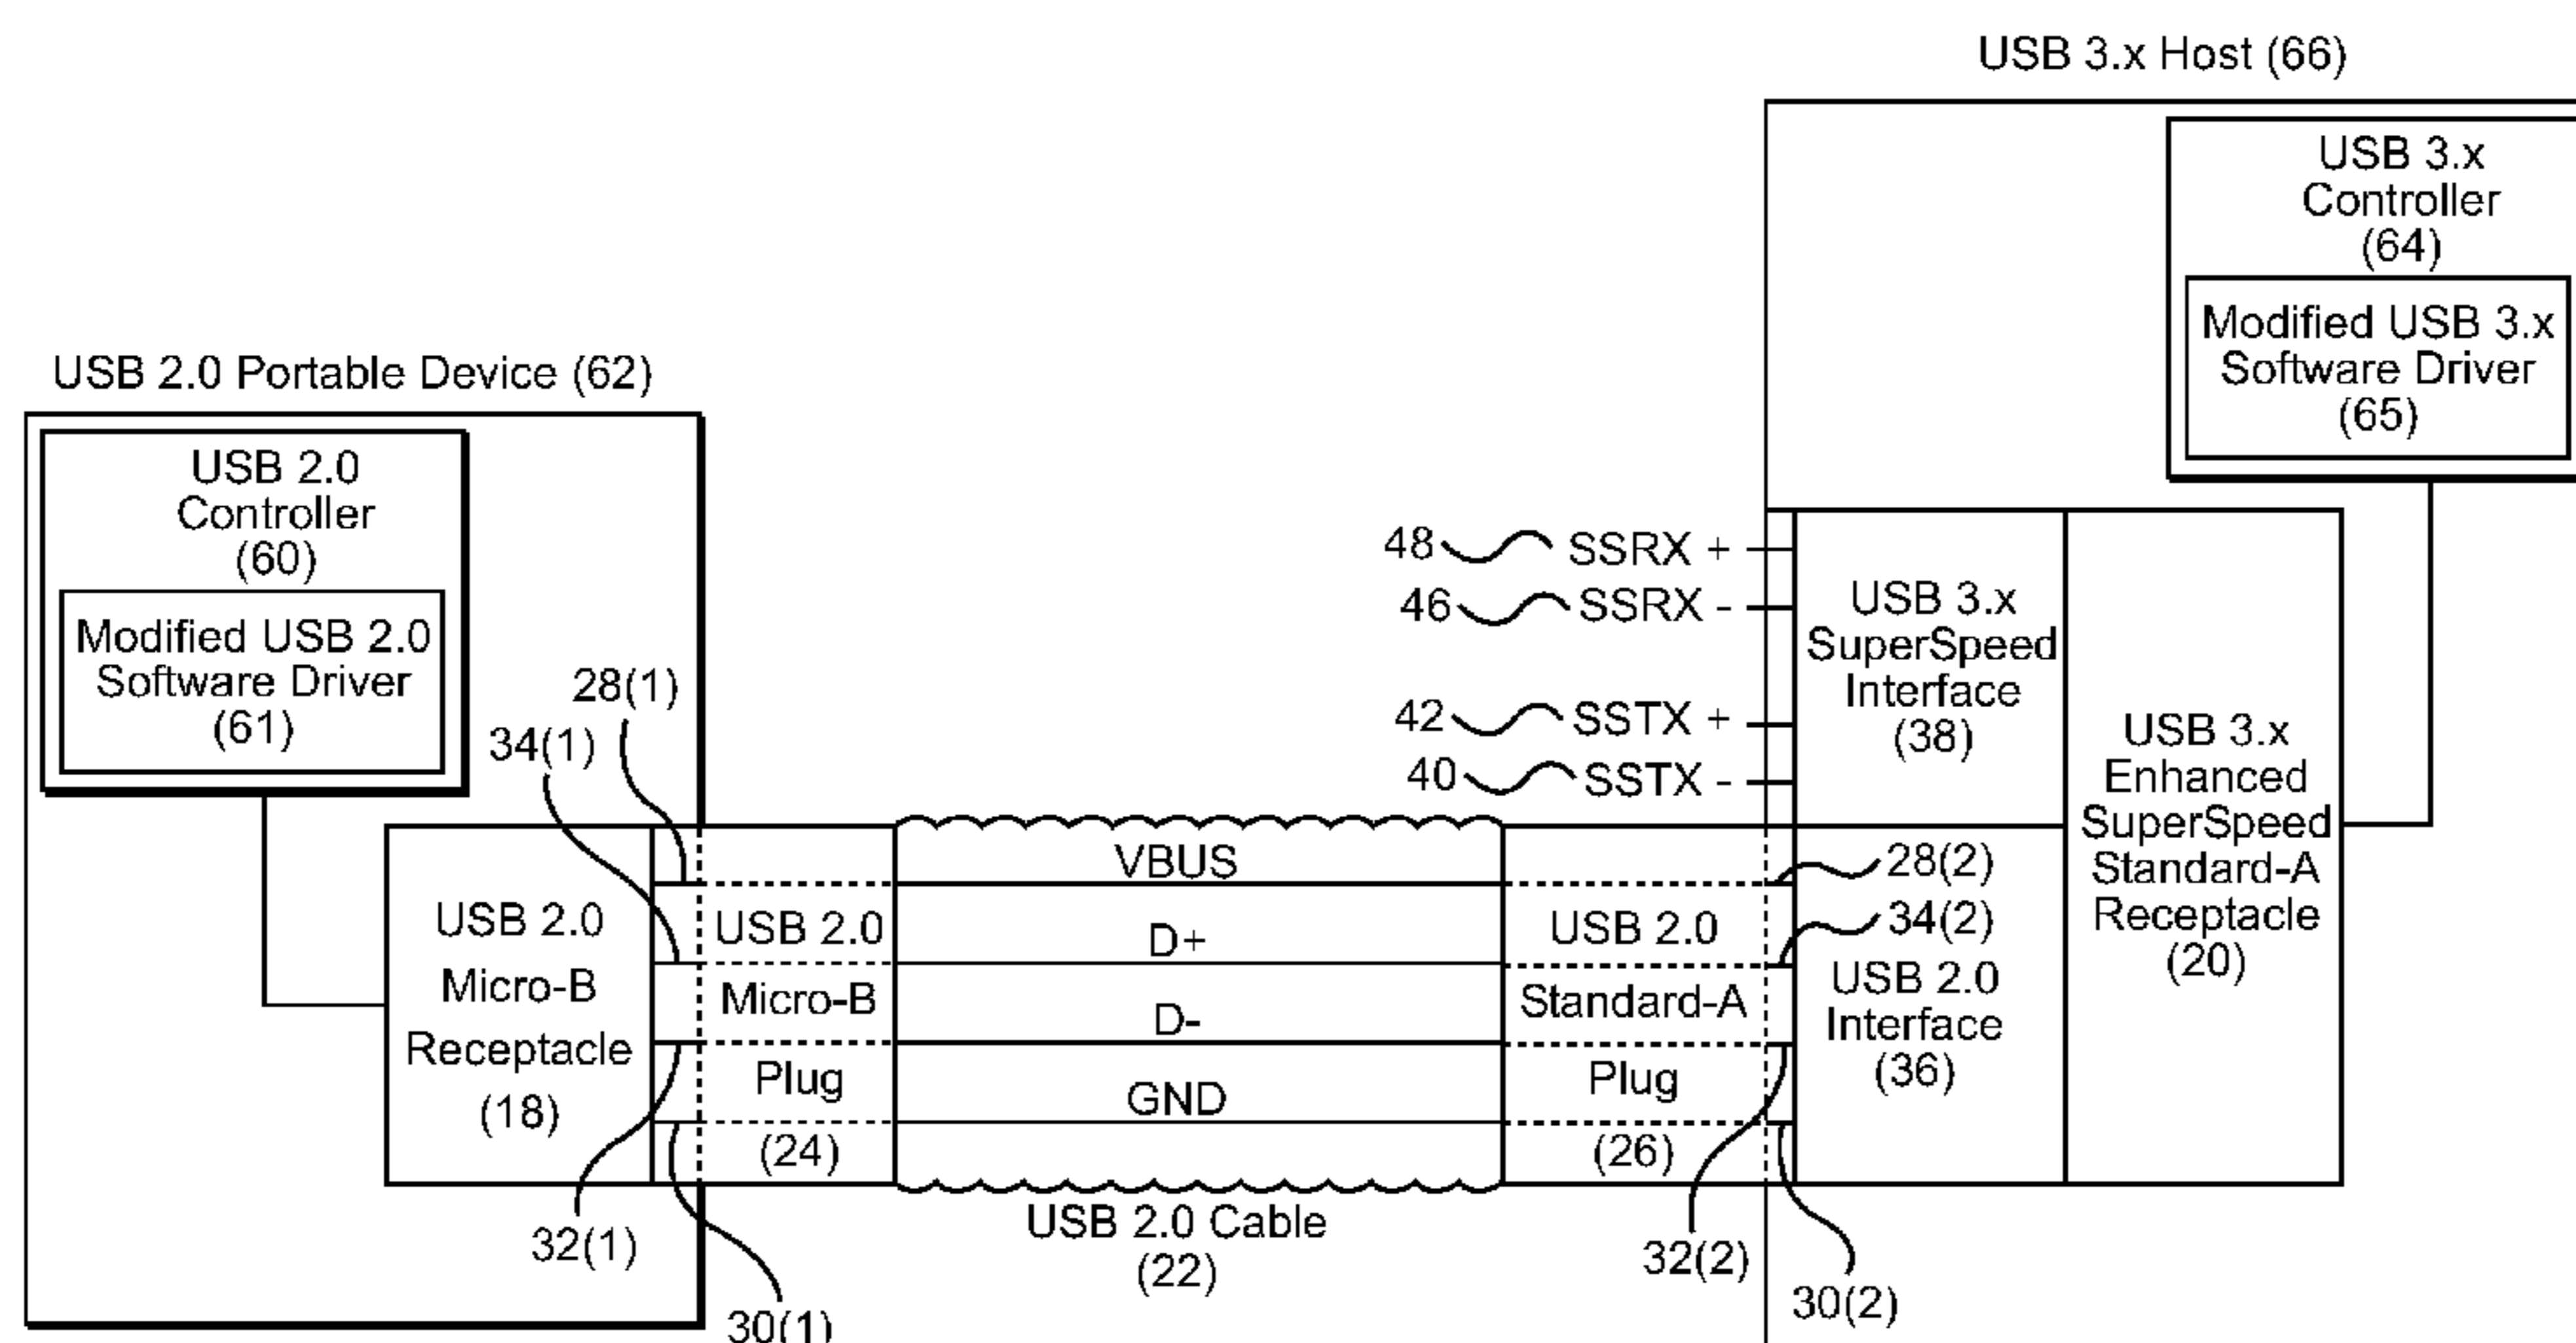 USB 3.x Host (66)
USB 3.x
Controller
(64)
Modified USB 3.x
Software Driver
(65)
USB 2.0 Portable Device (62)
USB 2.0
Controller
(60)
Modified USB 2.0
Software Driver
(61)
28(1)
34(1)
48 SSRX +
46 SSRX -
42 SSTX +
40 SSTX -
USB 3.x
SuperSpeed
Interface
(38)
USB 3.x
Enhanced
SuperSpeed
Standard-A
Receptacle
(20)
USB 2.0
Micro-B
Receptacle
(18)
USB 2.0
Micro-B
Plug
(24)
VBUS
D+
D-
GND
USB 2.0 Cable
(22)
USB 2.0
Standard-A
Plug
(26)
28(2)
34(2)
USB 2.0
Interface
(36)
32(1)
30(1)
32(2)
30(2)